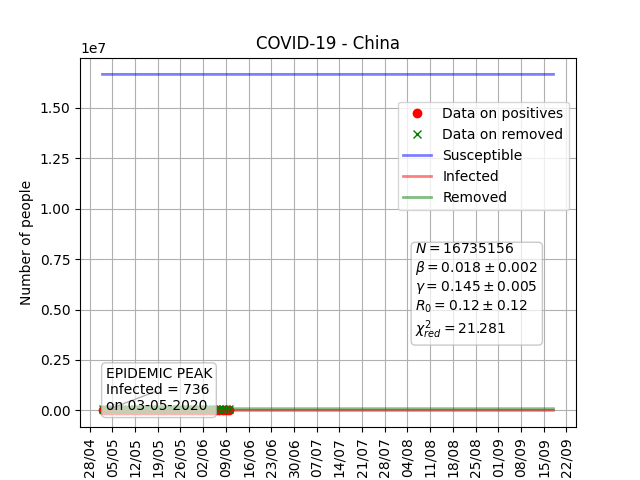 COVID-19 - China
1e7
Number of people
1.50
1.25
1.00
0.75
0.50
0.25
0.00
Data on positives
Data on removed
Susceptible
Infected
Removed
N = 16735156
β = 0.018 ± 0.002
γ = 0.145 ± 0.005
R₀ = 0.12 ± 0.12
χ²_red = 21.281
EPIDEMIC PEAK
Infected = 736
on 03-05-2020
28/04
05/05
12/05
19/05
26/05
02/06
09/06
16/06
23/06
30/06
07/07
14/07
21/07
28/07
04/08
11/08
18/08
25/08
01/09
08/09
15/09
22/09